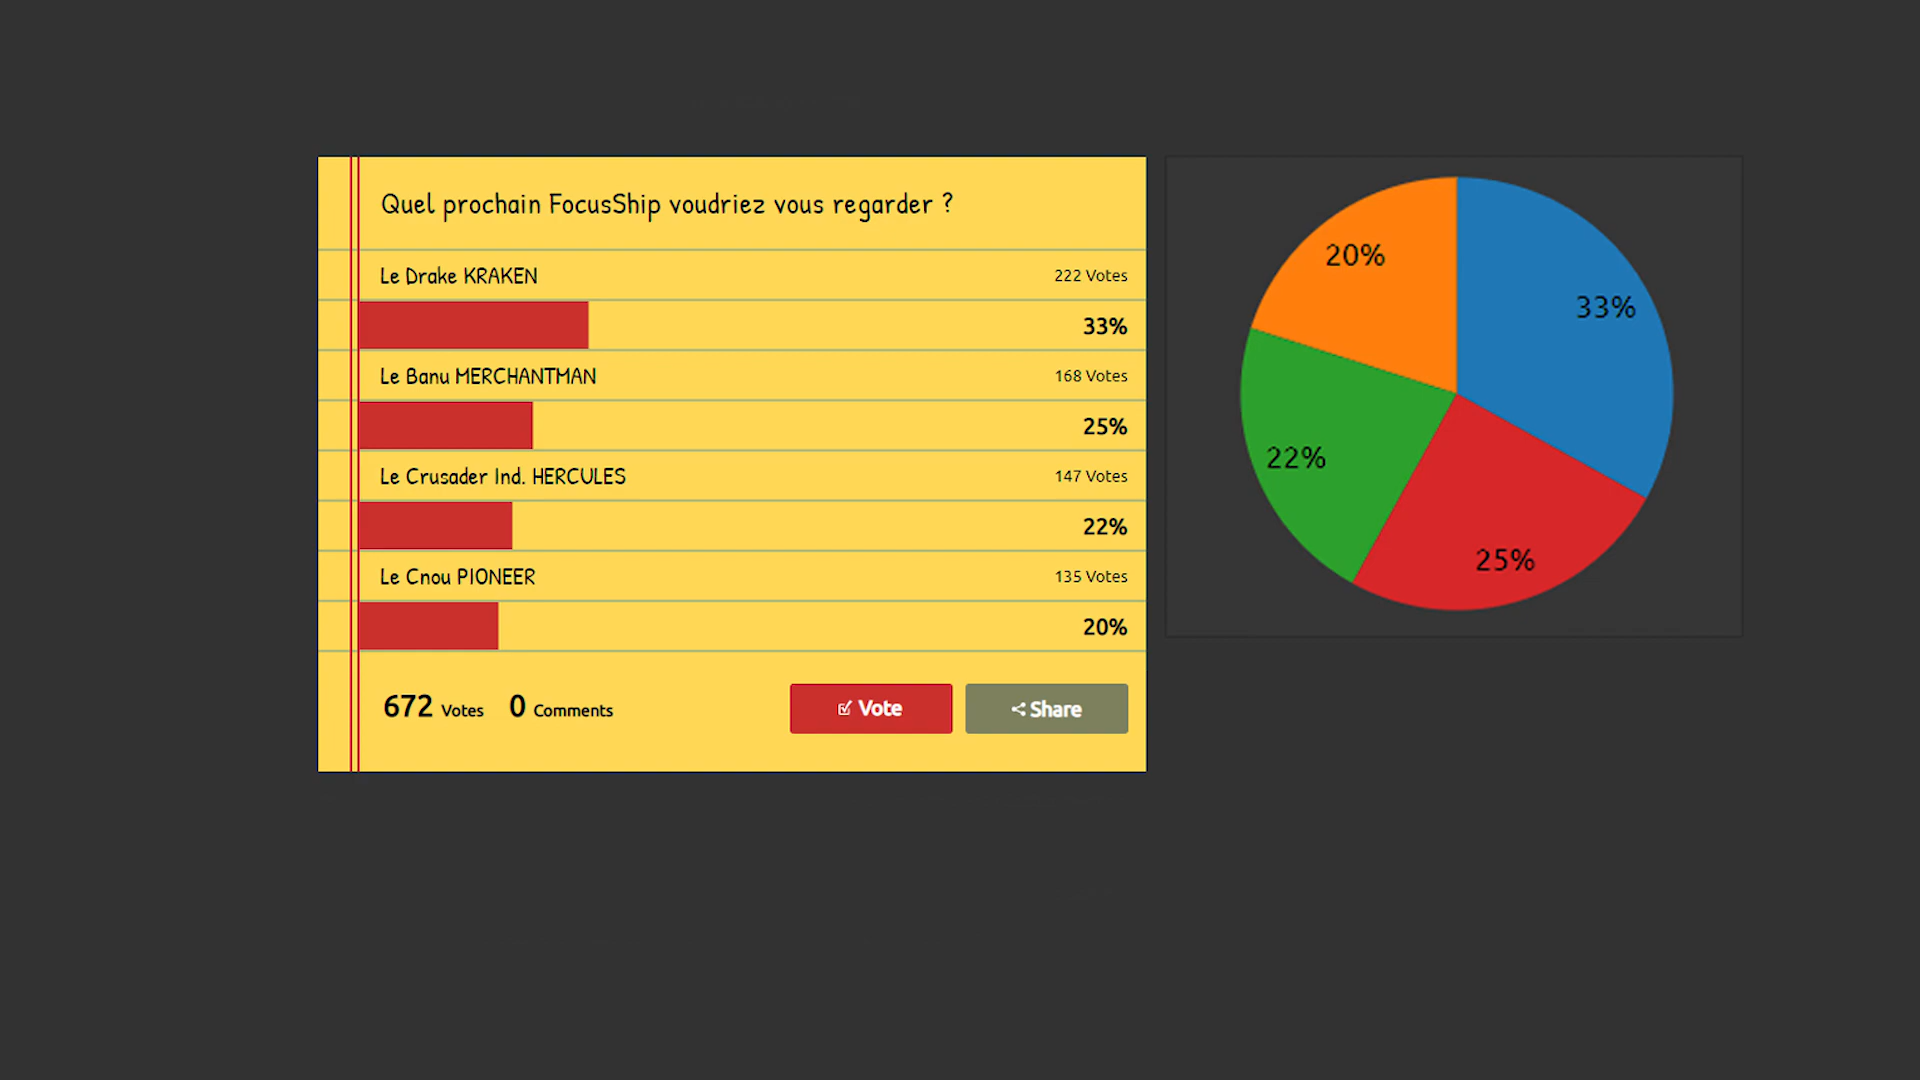 Quel prochain FocusShip voudriez vous regarder ?
Le Drake KRAKEN 222 Votes
33%
Le Banu MERCHANTMAN 168 Votes
25%
Le Crusader Ind. HERCULES 147 Votes
22%
Le Cnou PIONEER 135 Votes
20%
672 Votes 0 Comments Vote Share
20%
33%
22%
25%